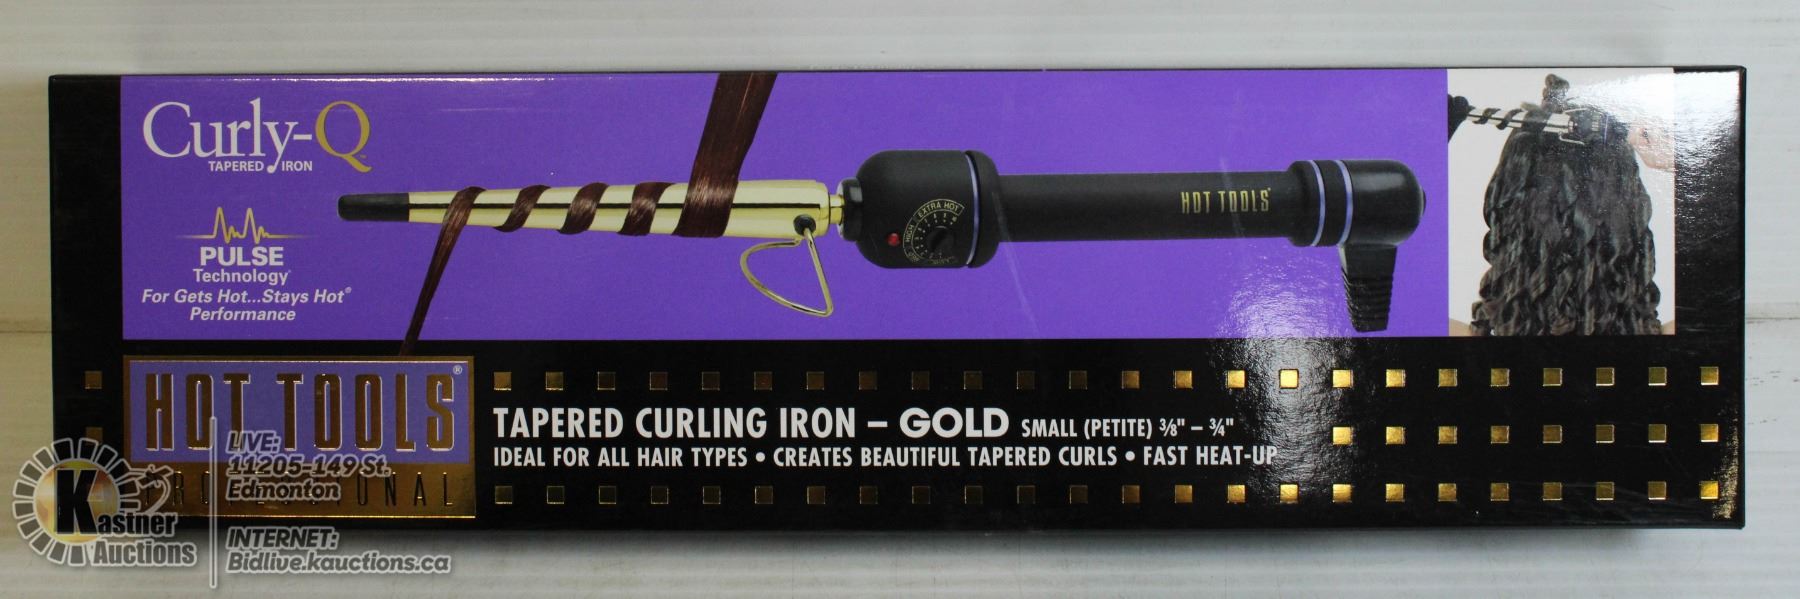 Curly-Q™
TAPERED IRON
PULSE
Technology®
For Gets Hot...Stays Hot®
Performance
EXTRA HOT
HIGH
HOT TOOLS®
HOT TOOLS®
PROFESSIONAL
TAPERED CURLING IRON – GOLD SMALL (PETITE) 3/8" – 3/4"
IDEAL FOR ALL HAIR TYPES • CREATES BEAUTIFUL TAPERED CURLS • FAST HEAT-UP
K
Kastner
Auctions
LIVE:
11205-149 St.
Edmonton
INTERNET:
Bidlive.kauctions.ca